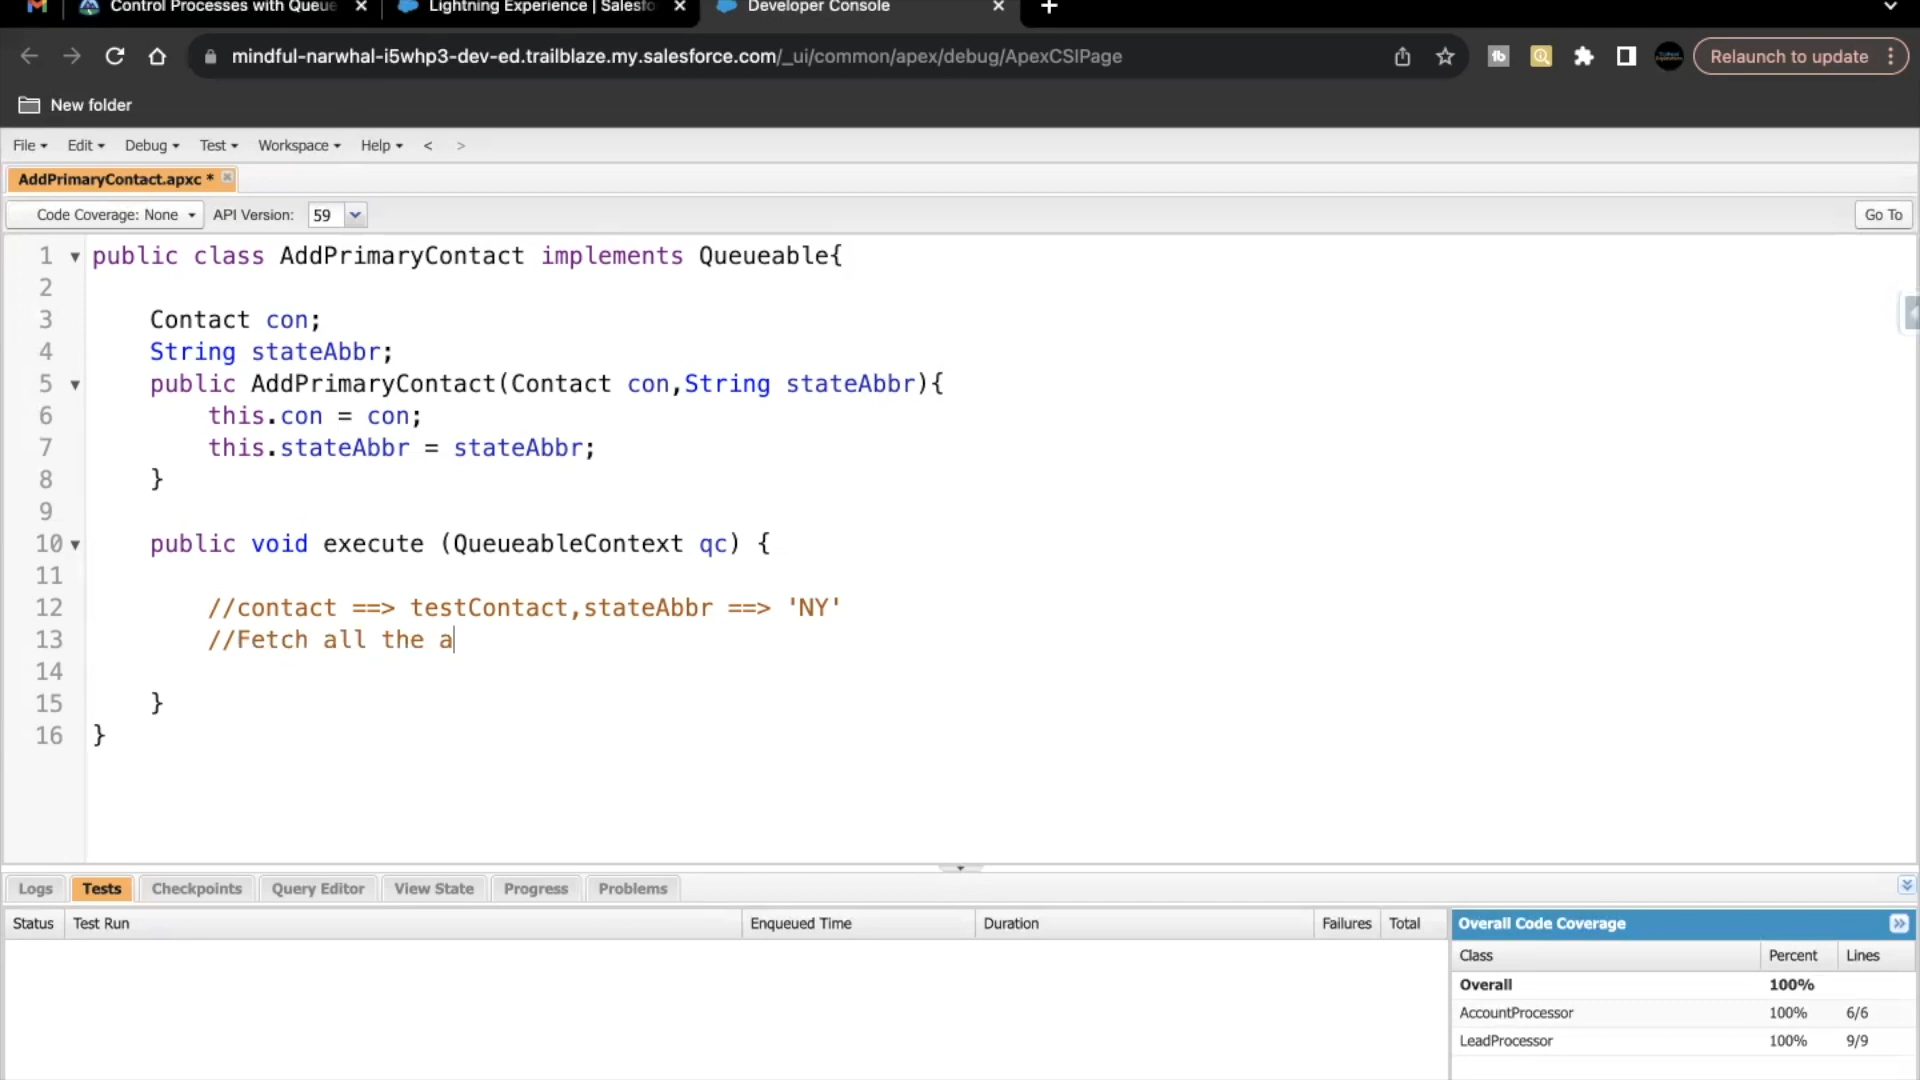 Control Processes with Queue
Lightning Experience | Salesfo
Developer Console
mindful-narwhal-i5whp3-dev-ed.trailblaze.my.salesforce.com/_ui/common/apex/debug/ApexCSIPage
Relaunch to update
New folder
File Edit Debug Test Workspace Help < >
AddPrimaryContact.apxc *
Code Coverage: None API Version: 59 Go To
1 public class AddPrimaryContact implements Queueable{
2
3 Contact con;
4 String stateAbbr;
5 public AddPrimaryContact(Contact con,String stateAbbr){
6 this.con = con;
7 this.stateAbbr = stateAbbr;
8 }
9
10 public void execute (QueueableContext qc) {
11
12 //contact ==> testContact,stateAbbr ==> 'NY'
13 //Fetch all the a
14
15 }
16 }
Logs Tests Checkpoints Query Editor View State Progress Problems
Status Test Run Enqueued Time Duration Failures Total
Overall Code Coverage
Class Percent Lines
Overall 100%
AccountProcessor 100% 6/6
LeadProcessor 100% 9/9